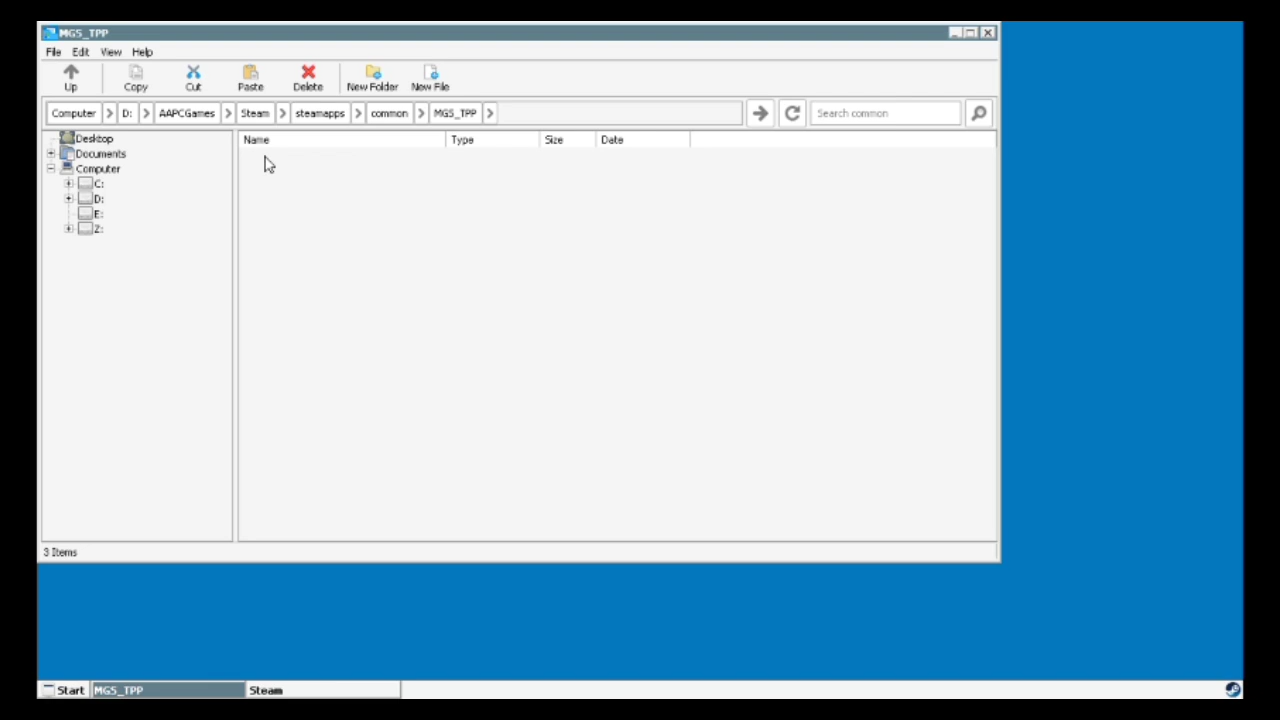 MGS_TPP
File Edit View Help
Up Copy Cut Paste Delete New Folder New File
Computer D: AAPCGames Steam steamapps common MGS_TPP Search common
Name Type Size Date
Desktop
Documents
Computer
C:
D:
E:
Z:
3 Items
Start MGS_TPP Steam